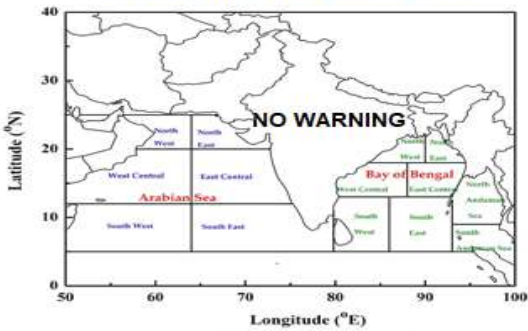 40
30
20
10
0
Latitude (°N)
NO WARNING
North
West
North
East
West Central
East Central
Arabian Sea
South West
South East
North
West
North
East
Bay of Bengal
West Central
East Central
South
West
South
East
North
Andaman
Sea
South
Andaman Sea
50 60 70 80 90 100
Longitude (°E)